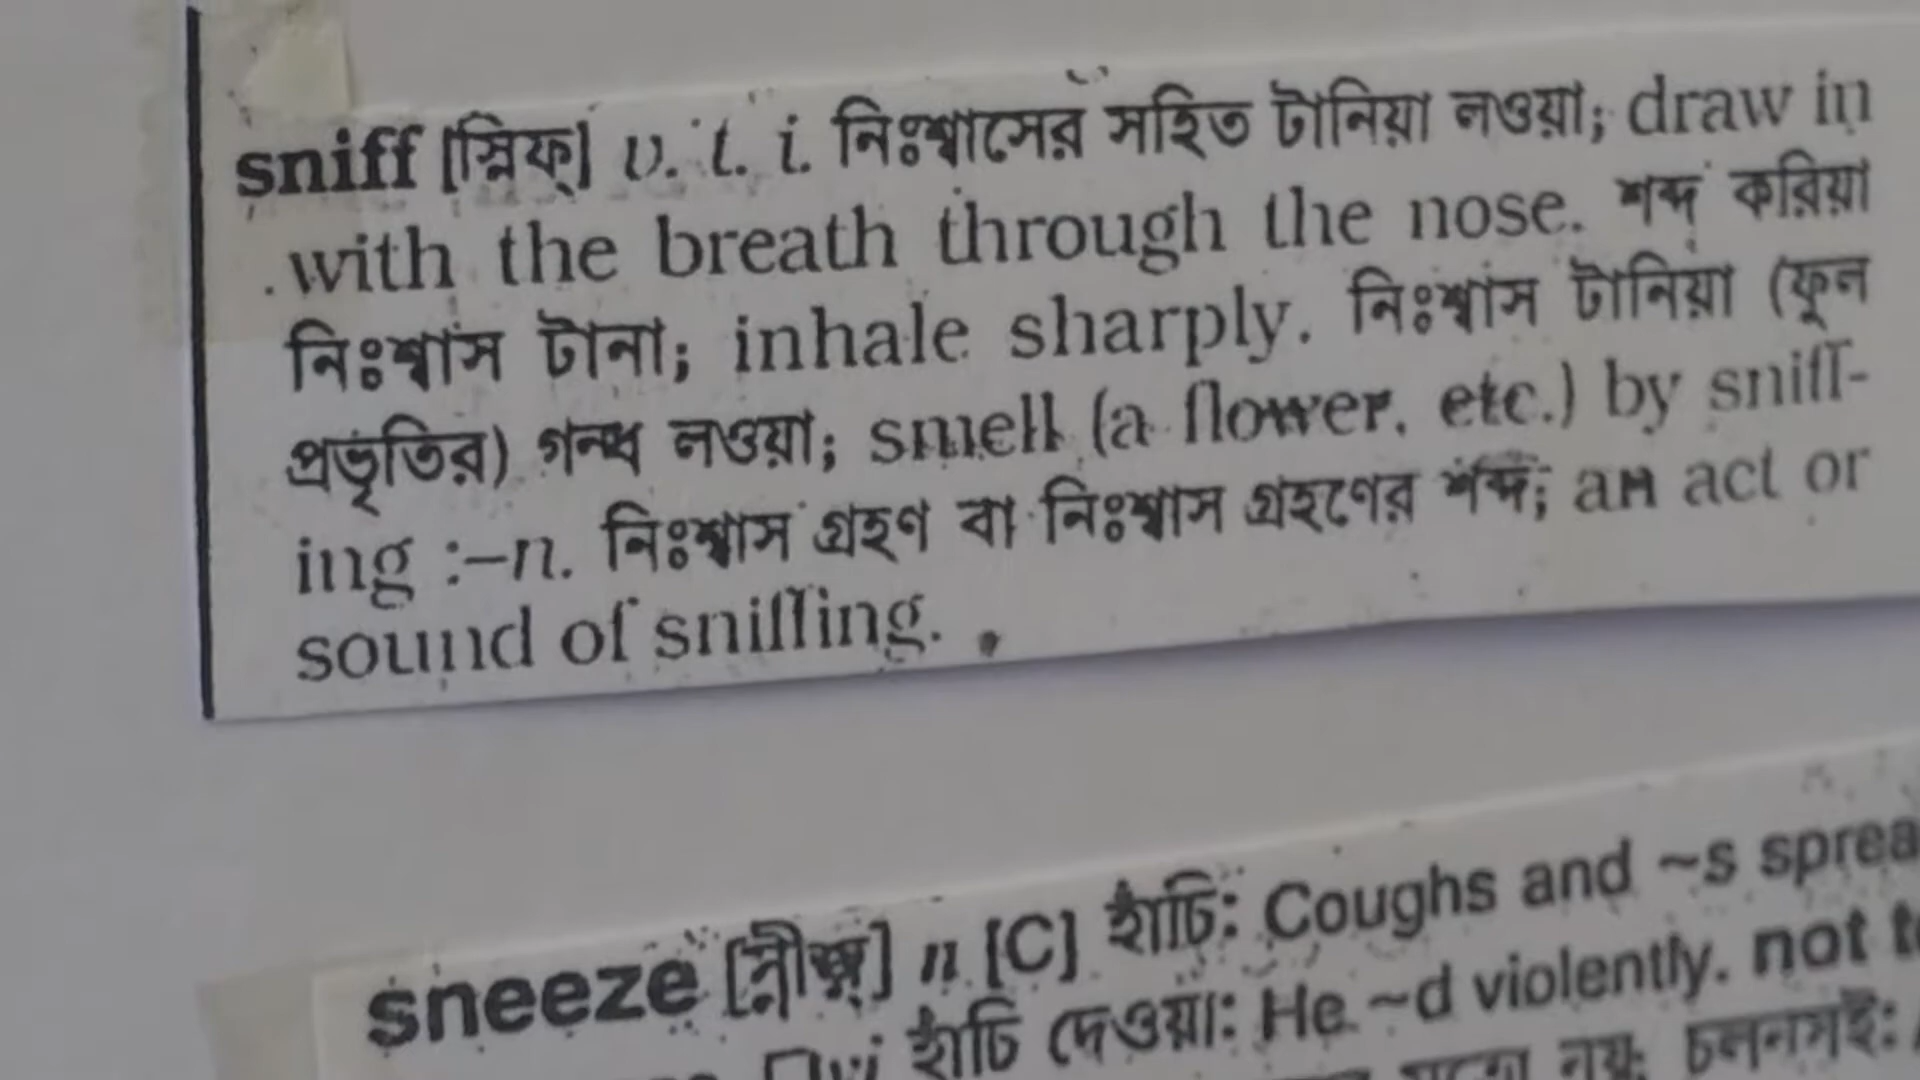 sniff [স্নিফ্] v. t. i. নিঃশ্বাসের সহিত টানিয়া লওয়া; draw in
with the breath through the nose. শব্দ করিয়া
নিঃশ্বাস টানা; inhale sharply. নিঃশ্বাস টানিয়া (ফুল
প্রভৃতির) গন্ধ লওয়া; smell (a flower, etc.) by sniff-
ing :–n. নিঃশ্বাস গ্রহণ বা নিঃশ্বাস গ্রহণের শব্দ; an act or
sound of sniffing.
sneeze [স্নীজ়্] n [C] হাঁচি: Coughs and ~s sprea
হাঁচি দেওয়া: He ~d violently. not t
নয়; চলনসই: